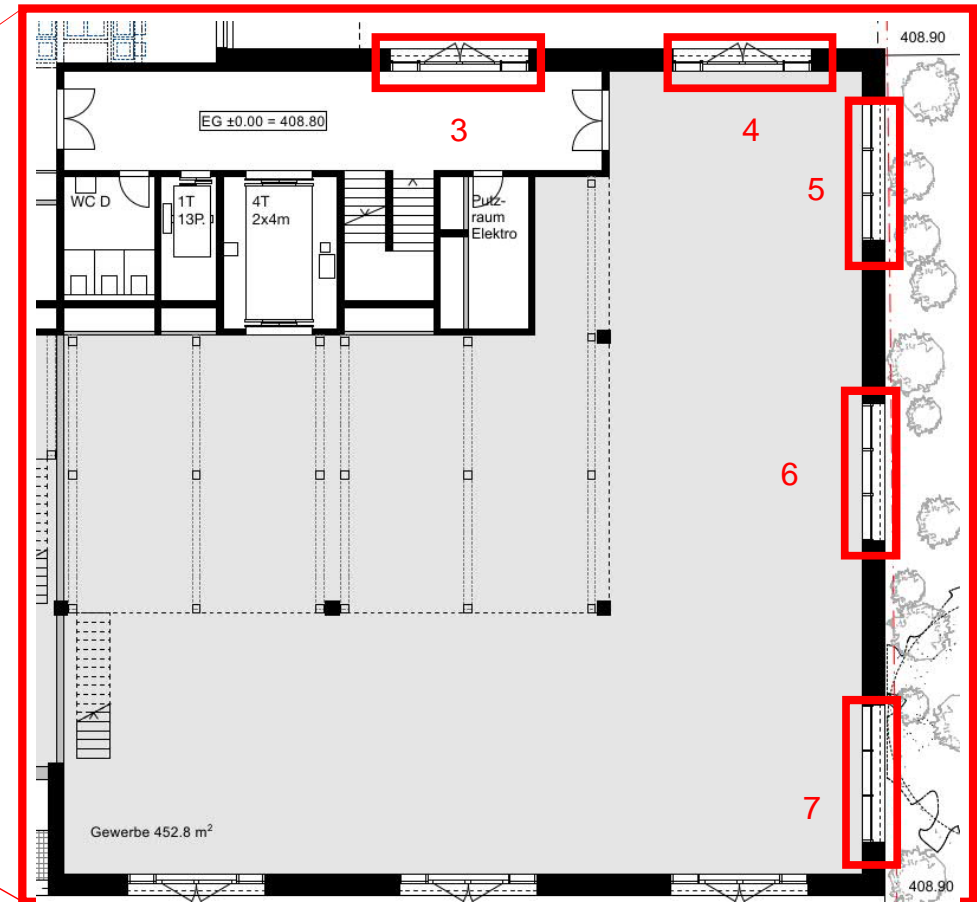 408.90
EG ±0.00 = 408.80
3
4
5
WC D
1T
13P.
4T
2x4m
Putz-
raum
Elektro
6
7
Gewerbe 452.8 m²
408.90